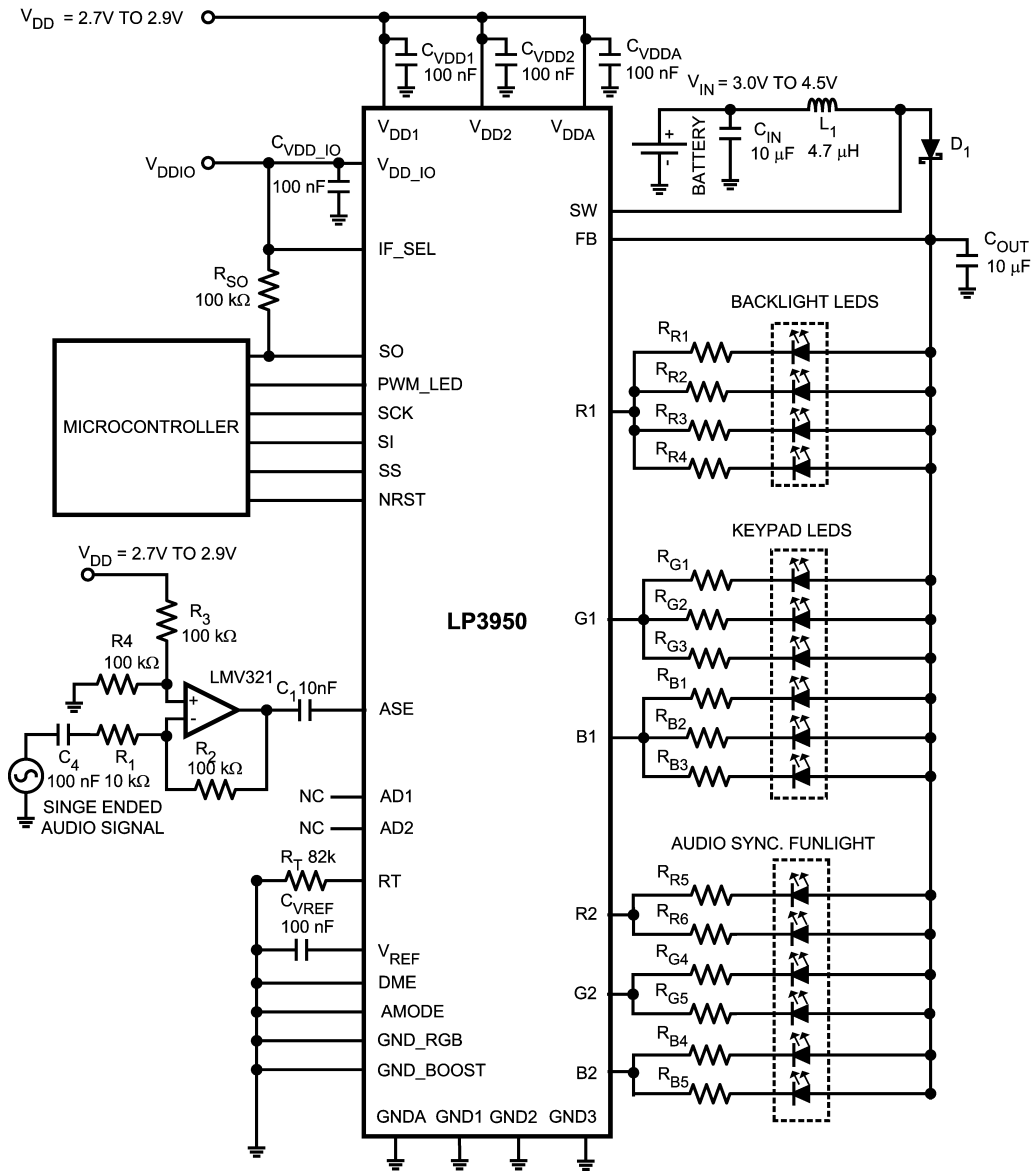 V_DD = 2.7V TO 2.9V
C_VDD1
100 nF
C_VDD2
100 nF
C_VDDA
100 nF
V_IN = 3.0V TO 4.5V
V_DD1
V_DD2
V_DDA
+
-
BATTERY
C_IN
10 μF
L_1
4.7 μH
D_1
C_VDD_IO
100 nF
V_DDIO
V_DD_IO
SW
FB
C_OUT
10 μF
IF_SEL
R_SO
100 kΩ
MICROCONTROLLER
SO
PWM_LED
SCK
SI
SS
NRST
BACKLIGHT LEDS
R1
R_R1
R_R2
R_R3
R_R4
KEYPAD LEDS
G1
R_G1
R_G2
R_G3
B1
R_B1
R_B2
R_B3
LP3950
V_DD = 2.7V TO 2.9V
R_3
100 kΩ
R4
100 kΩ
LMV321
+
-
C_1 10nF
ASE
R_2
100 kΩ
C_4
100 nF
R_1
10 kΩ
SINGE ENDED
AUDIO SIGNAL
NC
AD1
NC
AD2
R_T 82k
RT
C_VREF
100 nF
V_REF
DME
AMODE
GND_RGB
GND_BOOST
AUDIO SYNC. FUNLIGHT
R2
R_R5
R_R6
G2
R_G4
R_G5
B2
R_B4
R_B5
GNDA
GND1
GND2
GND3